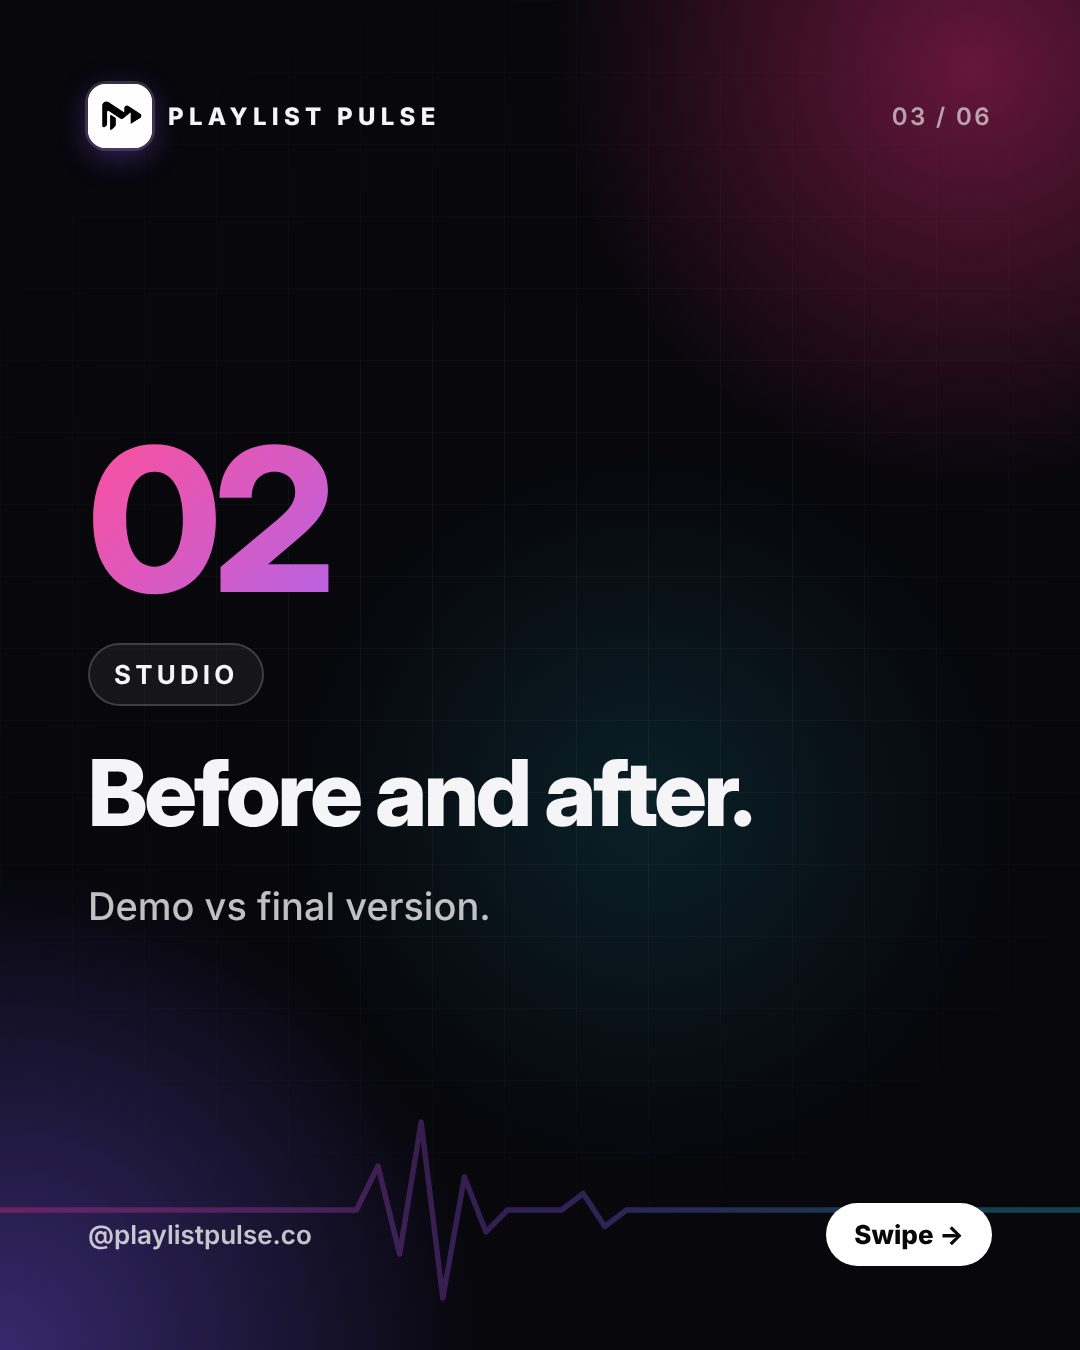 PLAYLIST PULSE
03 / 06
02
STUDIO
Before and after.
Demo vs final version.
@playlistpulse.co
Swipe →